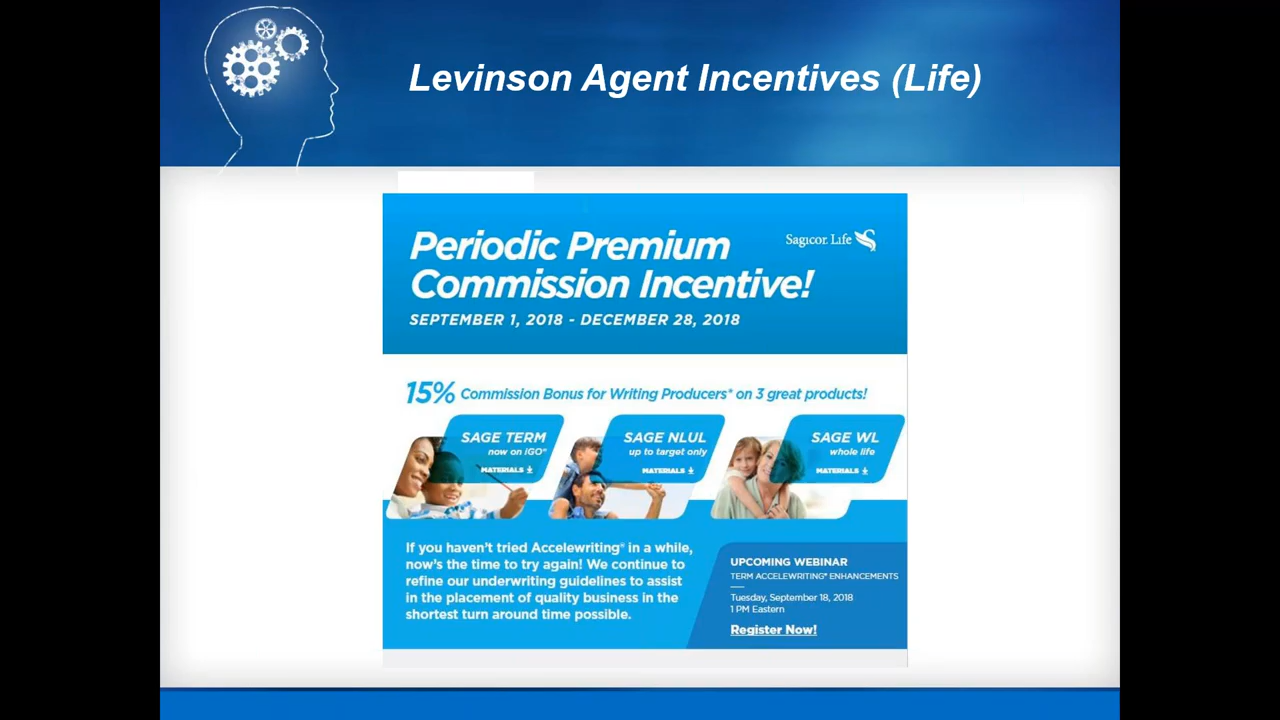 Levinson Agent Incentives (Life)
Periodic Premium
Commission Incentive!
SEPTEMBER 1, 2018 - DECEMBER 28, 2018
Sagicor Life
15% Commission Bonus for Writing Producers* on 3 great products!
SAGE TERM
now on iGO®
MATERIALS
SAGE NLUL
up to target only
MATERIALS
SAGE WL
whole life
MATERIALS
If you haven't tried Accelewriting® in a while,
now's the time to try again! We continue to
refine our underwriting guidelines to assist
in the placement of quality business in the
shortest turn around time possible.
UPCOMING WEBINAR
TERM ACCELEWRITING® ENHANCEMENTS
Tuesday, September 18, 2018
1 PM Eastern
Register Now!